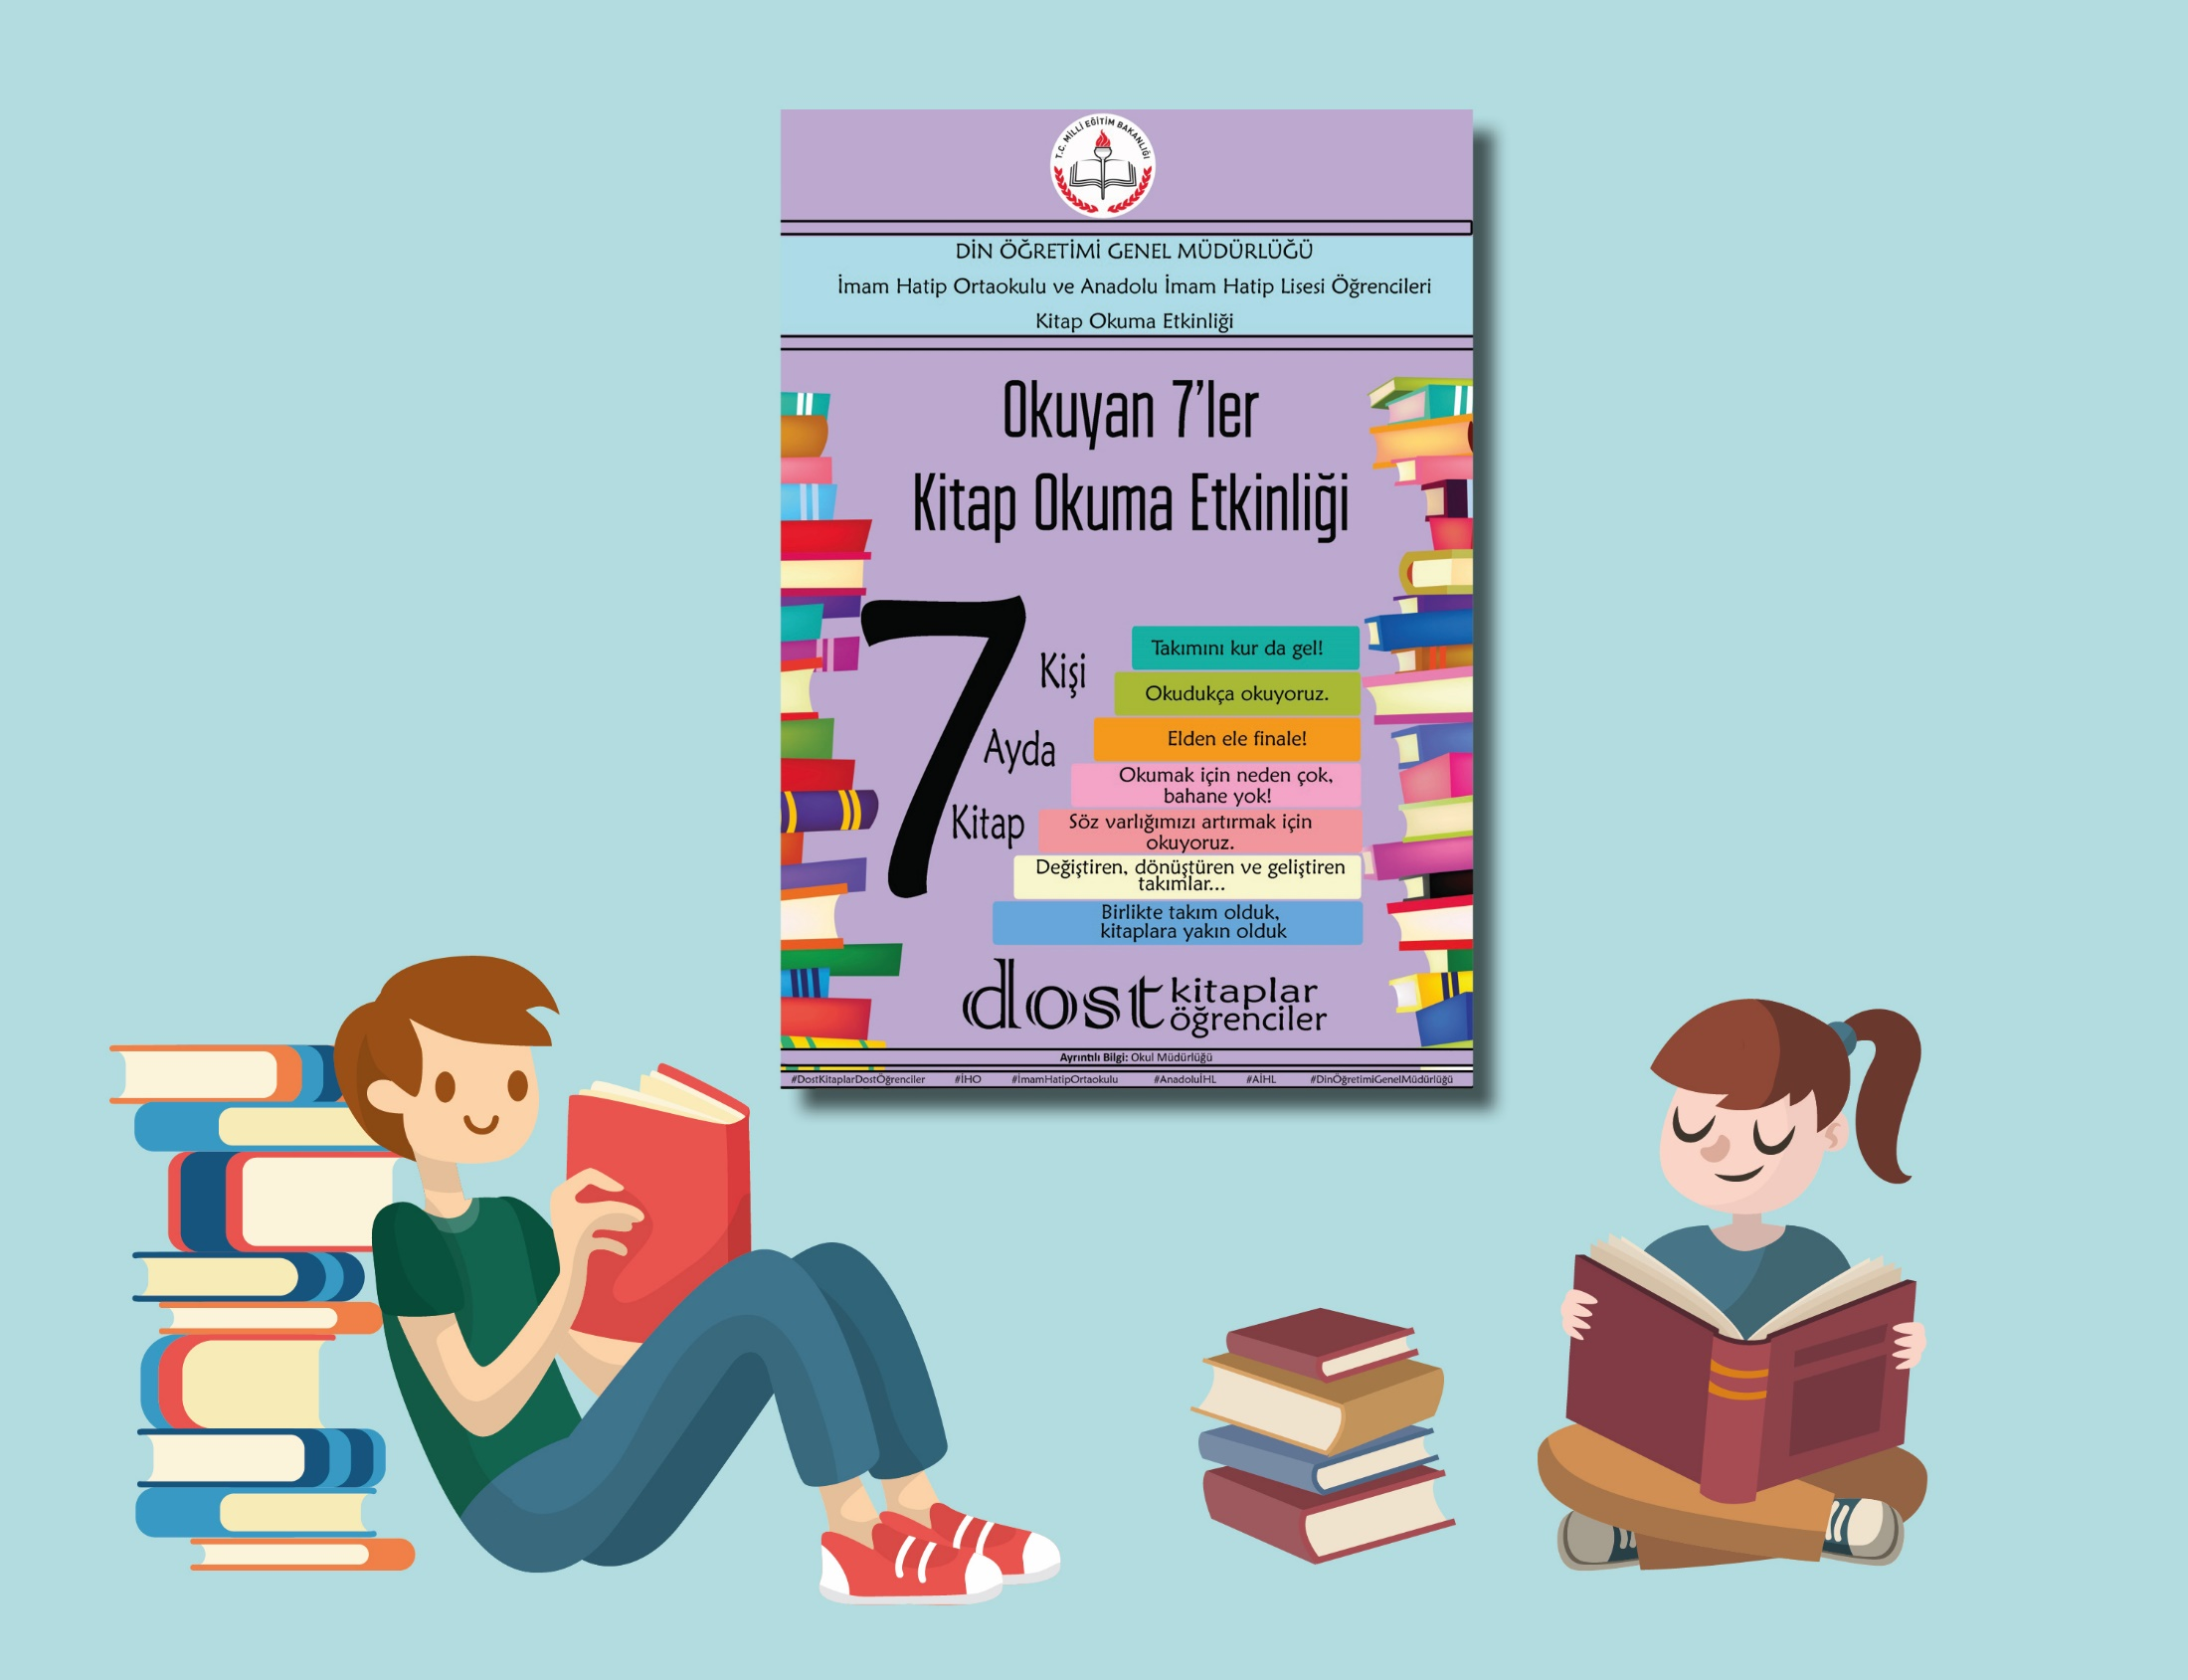 T.C. MİLLİ EĞİTİM BAKANLIĞI
DİN ÖĞRETİMİ GENEL MÜDÜRLÜĞÜ
İmam Hatip Ortaokulu ve Anadolu İmam Hatip Lisesi Öğrencileri
Kitap Okuma Etkinliği
Okuyan 7'ler
Kitap Okuma Etkinliği
7
Kişi
Ayda
Kitap
Takımını kur da gel!
Okudukça okuyoruz.
Elden ele finale!
Okumak için neden çok,
bahane yok!
Söz varlığımızı artırmak için
okuyoruz.
Değiştiren, dönüştüren ve geliştiren
takımlar...
Birlikte takım olduk,
kitaplara yakın olduk
dost kitaplar
öğrenciler
Ayrıntılı Bilgi: Okul Müdürlüğü
#DostKitaplarDostÖğrenciler #İHO #İmamHatipOrtaokulu #AnadoluİHL #AİHL #DinÖğretimiGenelMüdürlüğü